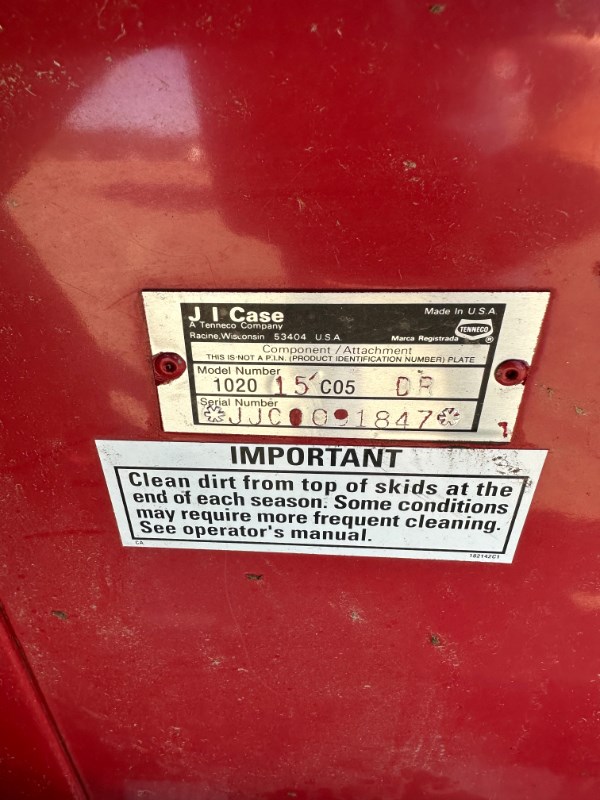 J I Case
A Tenneco Company
Racine, Wisconsin 53404 U.S.A.
Made In U.S.A.
TENNECO
Marca Registrada ®
Component / Attachment
THIS IS NOT A P.I.N. (PRODUCT IDENTIFICATION NUMBER) PLATE
Model Number
1020 15' C05 DR
Serial Number
IMPORTANT
Clean dirt from top of skids at the
end of each season. Some conditions
may require more frequent cleaning.
See operator's manual.
CA
182142C1